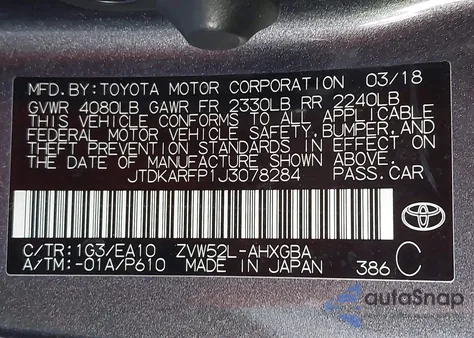 MFD.BY:TOYOTA MOTOR CORPORATION 03/18
GVWR 4080LB GAWR FR 2330LB RR 2240LB
THIS VEHICLE CONFORMS TO ALL APPLICABLE
FEDERAL MOTOR VEHICLE SAFETY,BUMPER,AND
THEFT PREVENTION STANDARDS IN EFFECT ON
THE DATE OF MANUFACTURE SHOWN ABOVE.
JTDKARFP1J3078284 PASS.CAR
C/TR:1G3/EA10 ZVW52L-AHXGBA
A/TM:-01A/P610 MADE IN JAPAN 386 C
autoSnap
by AutoBidMaster